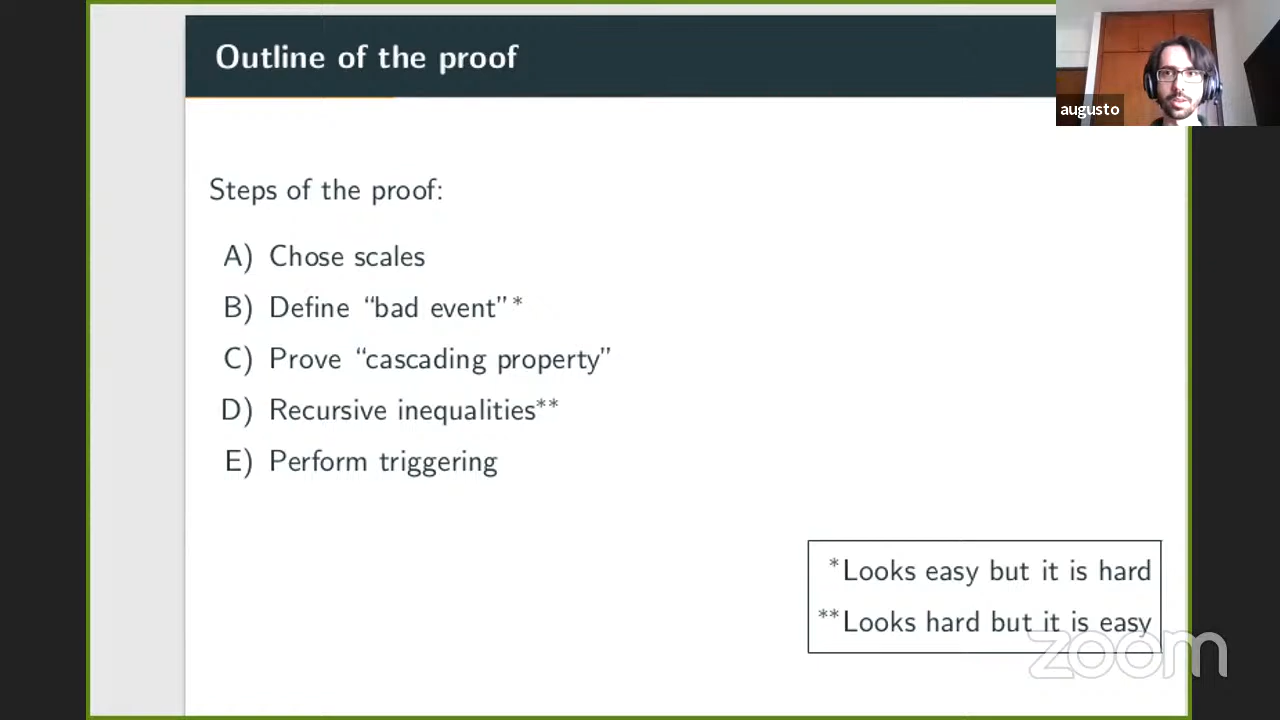 Outline of the proof
augusto
Steps of the proof:
A) Chose scales
B) Define “bad event”*
C) Prove “cascading property”
D) Recursive inequalities**
E) Perform triggering
*Looks easy but it is hard
**Looks hard but it is easy
zoom